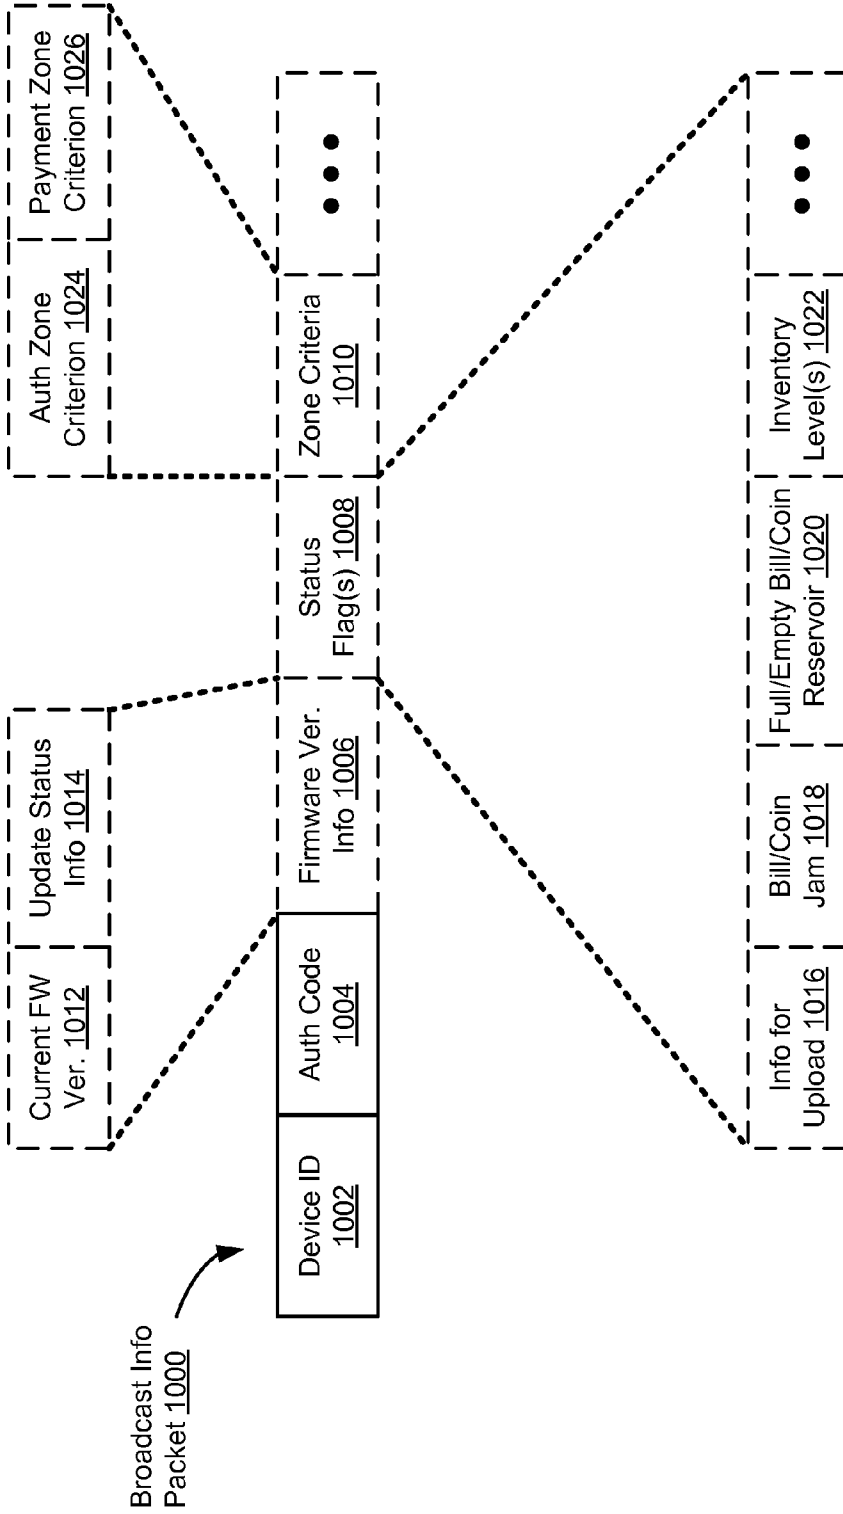 Current FW
Ver. 1012
Update Status
Info 1014
Auth Zone
Criterion 1024
Payment Zone
Criterion 1026
Broadcast Info
Packet 1000
Device ID
1002
Auth Code
1004
Firmware Ver.
Info 1006
Status
Flag(s) 1008
Zone Criteria
1010
Info for
Upload 1016
Bill/Coin
Jam 1018
Full/Empty Bill/Coin
Reservoir 1020
Inventory
Level(s) 1022